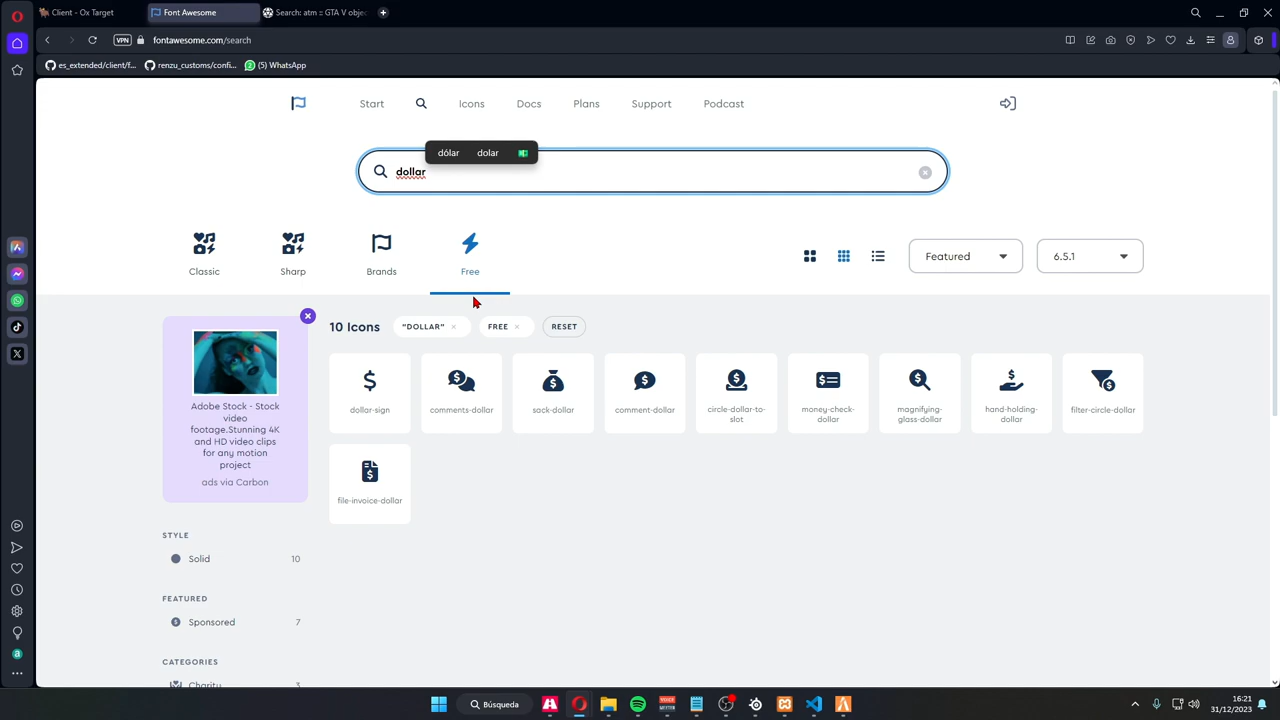 Client - Ox Target
Font Awesome
Search: atm :: GTA V obje
VPN
fontawesome.com/search
es_extended/client/f...
renzu_commands/confi...
(5) WhatsApp
Start
Icons
Docs
Plans
Support
Podcast
dólar
dolar
dollar
Classic
Sharp
Brands
Free
Featured
6.5.1
10 Icons
"DOLLAR" ×
FREE ×
RESET
Adobe Stock - Stock
video
footage.Stunning 4K
and HD video clips
for any motion
project
ads via Carbon
dollar-sign
comments-dollar
sack-dollar
comment-dollar
circle-dollar-to-
slot
money-check-
dollar
magnifying-
glass-dollar
hand-holding-
dollar
filter-circle-dollar
file-invoice-dollar
STYLE
Solid 10
FEATURED
Sponsored 7
CATEGORIES
Charity 3
Búsqueda
16:21
31/12/2023